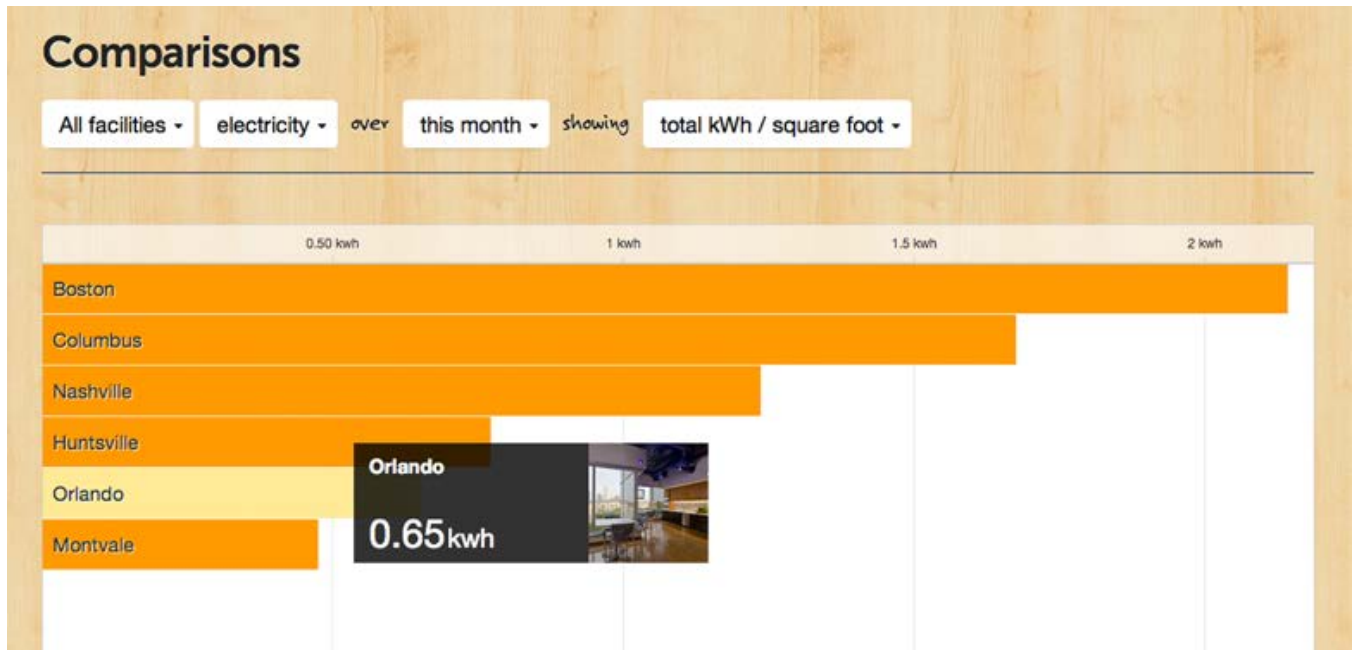 Comparisons
All facilities electricity over this month showing total kWh / square foot
0.50 kwh 1 kwh 1.5 kwh 2 kwh
Boston
Columbus
Nashville
Huntsville
Orlando
Orlando
0.65kwh
Montvale